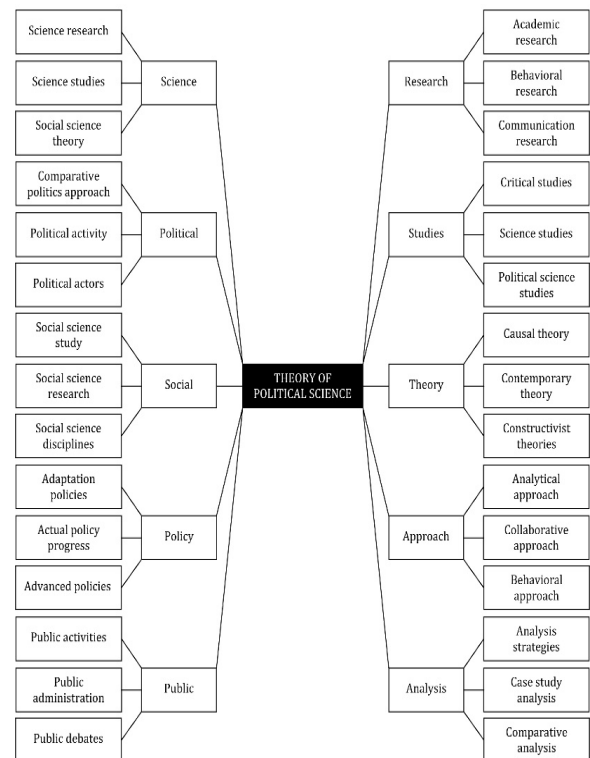 Science research
Science studies
Social science
theory
Science
Comparative
politics approach
Political activity
Political actors
Political
Social science
study
Social science
research
Social science
disciplines
Social
Adaptation
policies
Actual policy
progress
Advanced policies
Policy
Public activities
Public
administration
Public debates
Public
THEORY OF
POLITICAL SCIENCE
Research
Academic
research
Behavioral
research
Communication
research
Studies
Critical studies
Science studies
Political science
studies
Theory
Causal theory
Contemporary
theory
Constructivist
theories
Approach
Analytical
approach
Collaborative
approach
Behavioral
approach
Analysis
Analysis
strategies
Case study
analysis
Comparative
analysis